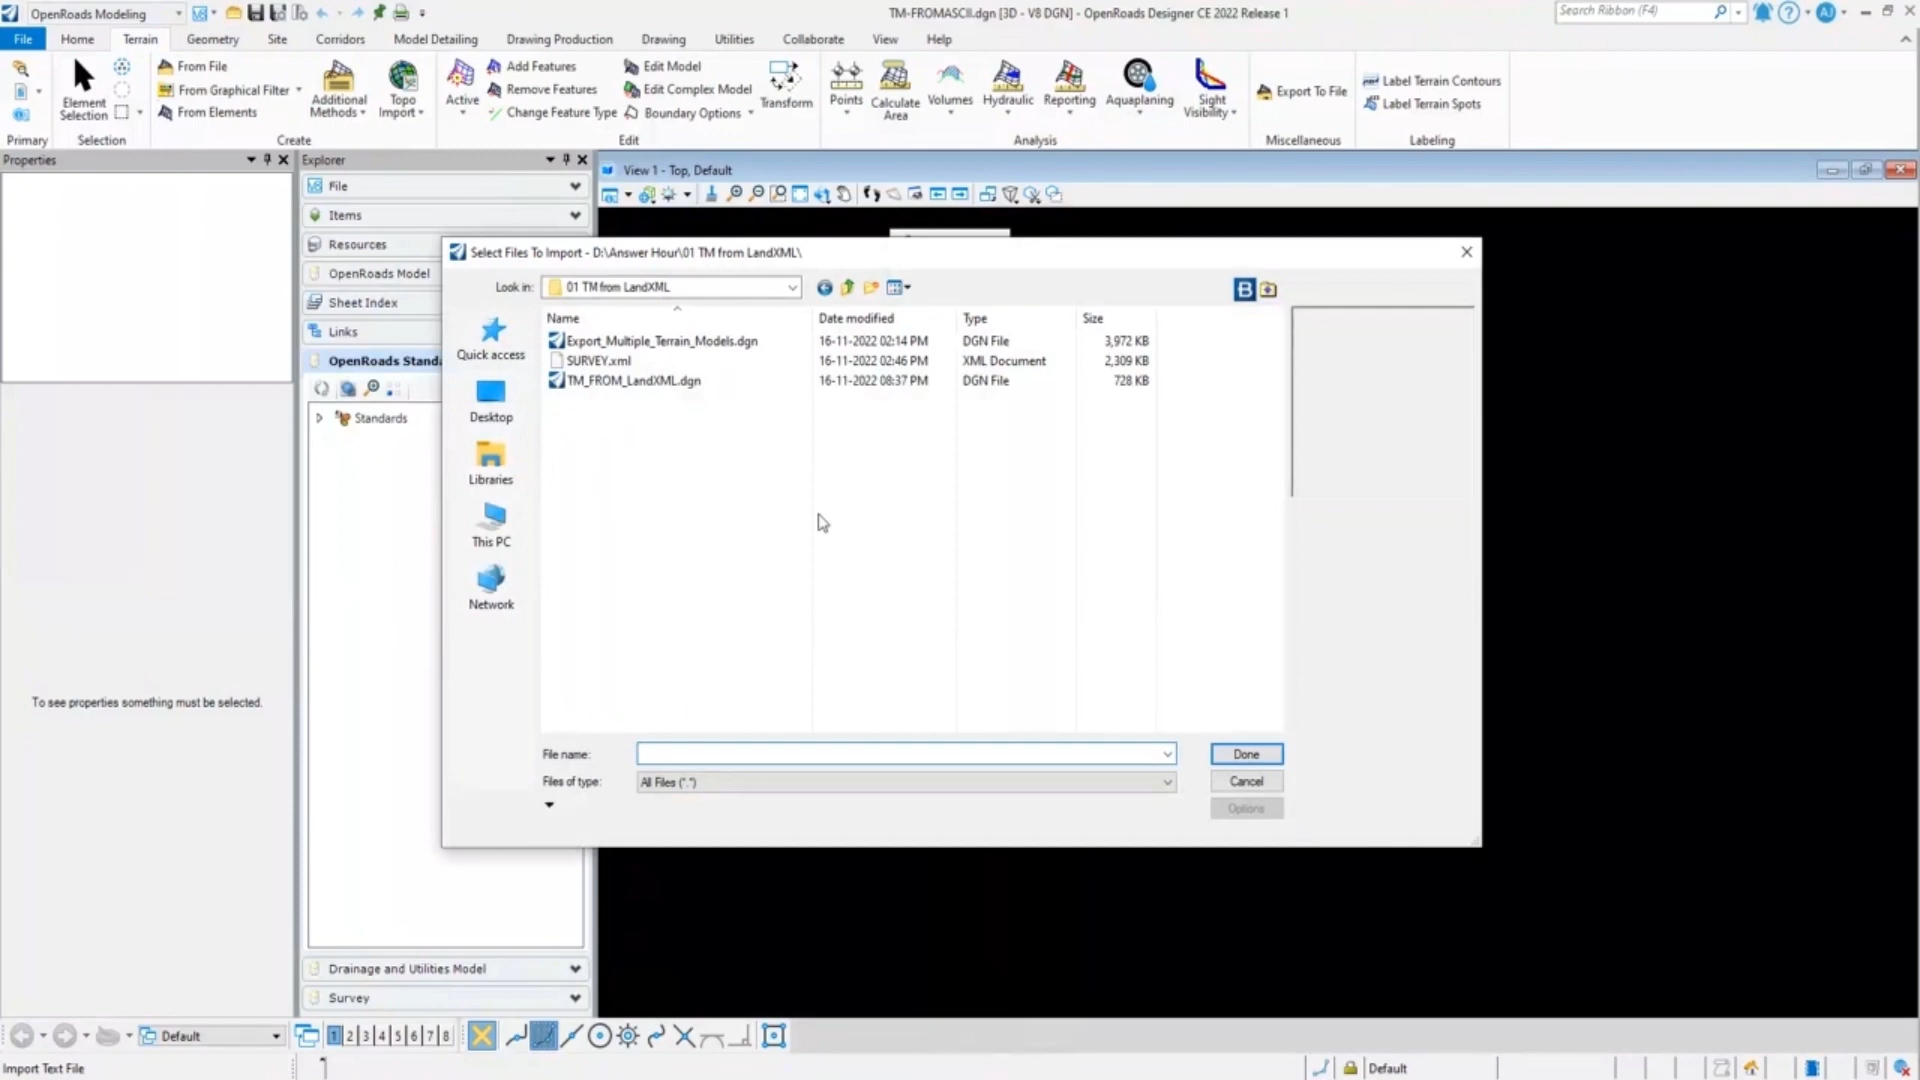 OpenRoads Modeling
TM-FROMASCII.dgn [3D - V8 DGN] - OpenRoads Designer CE 2022 Release 1
Search Ribbon (F4)
AJ
File Home Terrain Geometry Site Corridors Model Detailing Drawing Production Drawing Utilities Collaborate View Help
From File
From Graphical Filter
From Elements
Element Selection
Additional Methods
Topo Import
Active
Add Features
Remove Features
Change Feature Type
Edit Model
Edit Complex Model
Boundary Options
Transform
Points
Calculate Area
Volumes
Hydraulic
Reporting
Aquaplaning
Sight Visibility
Export To File
Label Terrain Contours
Label Terrain Spots
Primary Selection Create Edit Analysis Miscellaneous Labeling
Properties
Explorer
View 1 - Top, Default
File
Items
Resources
OpenRoads Model
Sheet Index
Links
OpenRoads Standa
Standards
Select Files To Import - D:\Answer Hour\01 TM from LandXML\
Look in: 01 TM from LandXML
Name Date modified Type Size
Export_Multiple_Terrain_Models.dgn 16-11-2022 02:14 PM DGN File 3,972 KB
SURVEY.xml 16-11-2022 02:46 PM XML Document 2,309 KB
TM_FROM_LandXML.dgn 16-11-2022 08:37 PM DGN File 728 KB
Quick access
Desktop
Libraries
This PC
Network
File name:
Done
Files of type: All Files (*.*)
Cancel
Options
To see properties something must be selected.
Drainage and Utilities Model
Survey
Default
1 2 3 4 5 6 7 8
Import Text File
Default